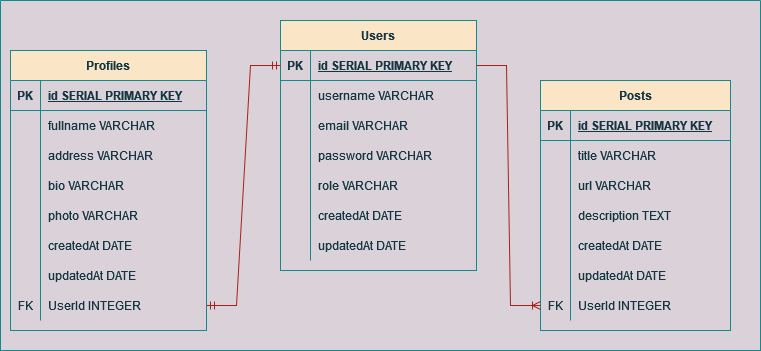 Profiles
PK id SERIAL PRIMARY KEY
fullname VARCHAR
address VARCHAR
bio VARCHAR
photo VARCHAR
createdAt DATE
updatedAt DATE
FK UserId INTEGER
Users
PK id SERIAL PRIMARY KEY
username VARCHAR
email VARCHAR
password VARCHAR
role VARCHAR
createdAt DATE
updatedAt DATE
Posts
PK id SERIAL PRIMARY KEY
title VARCHAR
url VARCHAR
description TEXT
createdAt DATE
updatedAt DATE
FK UserId INTEGER